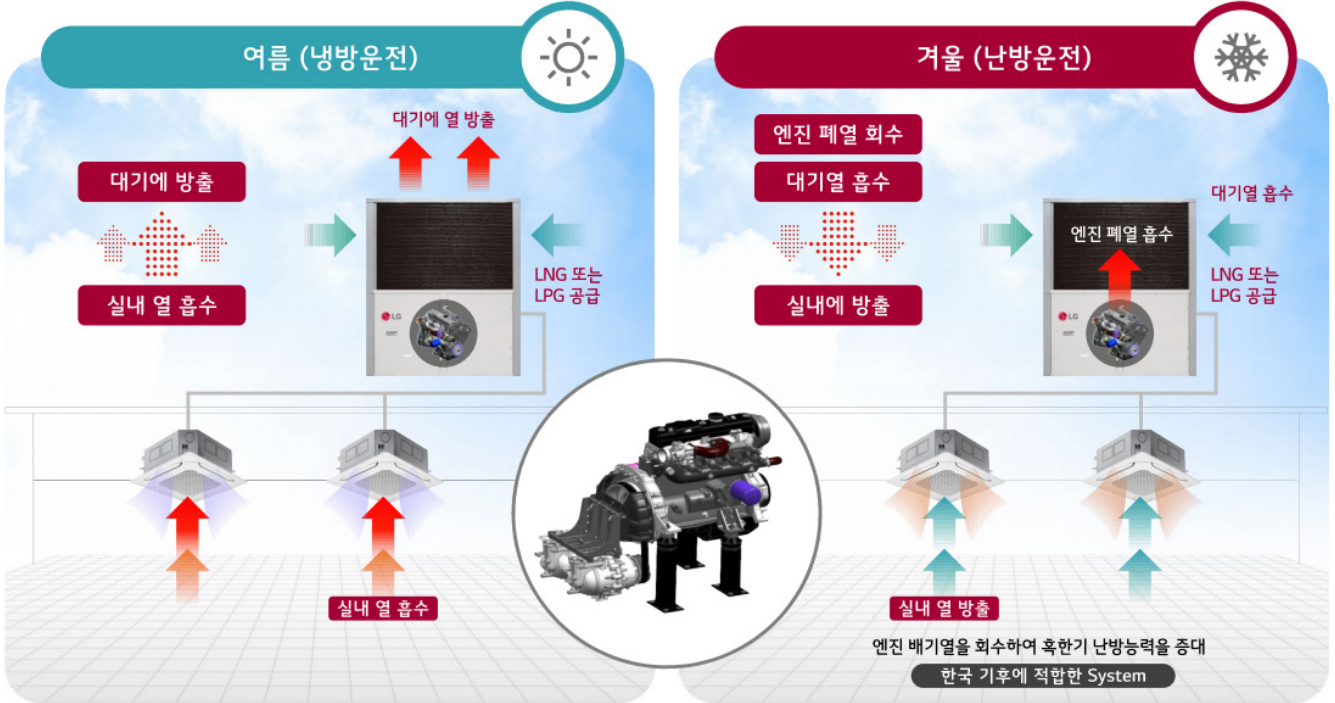 여름 (냉방운전)
대기에 열 방출
대기에 방출
실내 열 흡수
LNG 또는
LPG 공급
LG
실내 열 흡수
겨울 (난방운전)
엔진 폐열 회수
대기열 흡수
실내에 방출
대기열 흡수
엔진 폐열 흡수
LNG 또는
LPG 공급
LG
실내 열 방출
엔진 배기열을 회수하여 혹한기 난방능력을 증대
한국 기후에 적합한 System